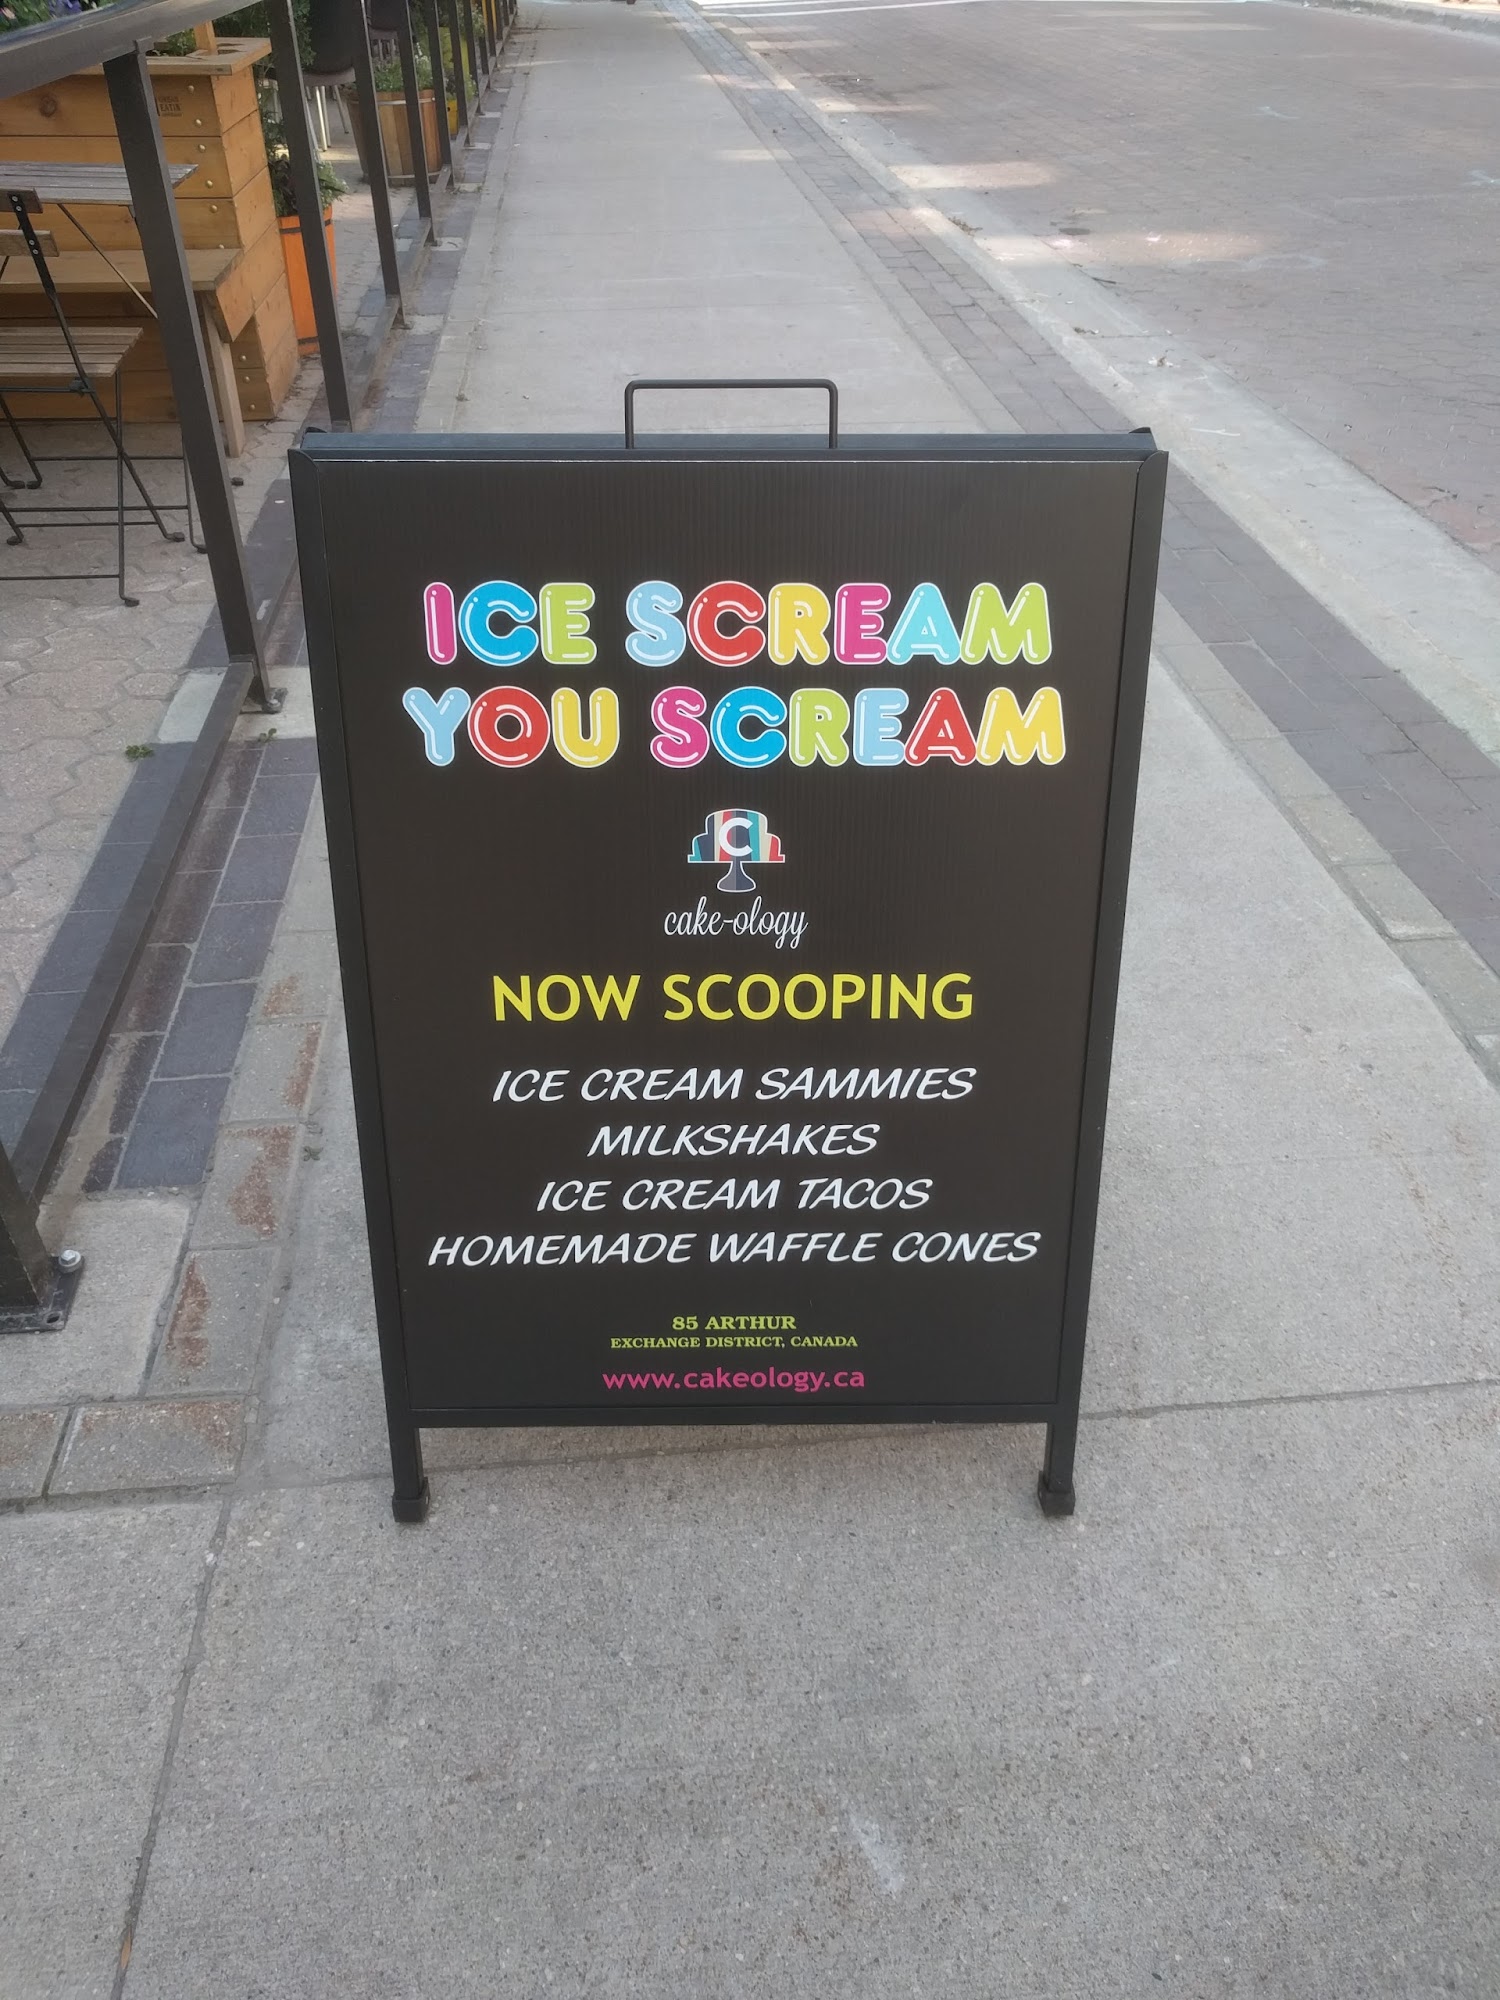 ICE SCREAM
YOU SCREAM
C
cake-ology
NOW SCOOPING
ICE CREAM SAMMIES
MILKSHAKES
ICE CREAM TACOS
HOMEMADE WAFFLE CONES
85 ARTHUR
EXCHANGE DISTRICT, CANADA
www.cakeology.ca